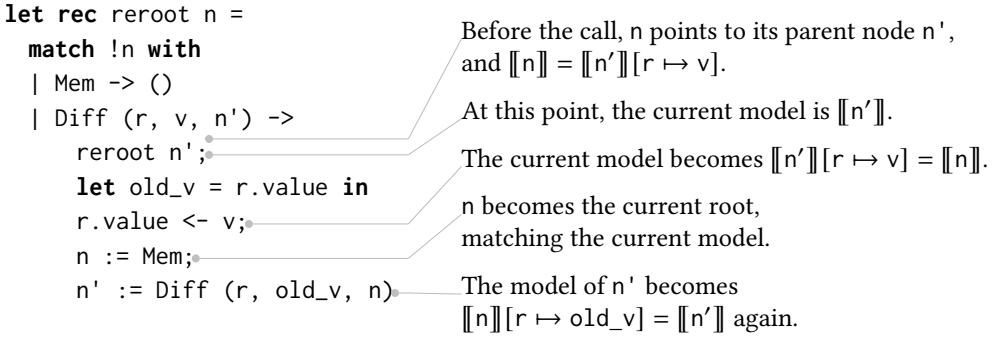 let rec reroot n =
match !n with
| Mem -> ()
| Diff (r, v, n') ->
reroot n';
let old_v = r.value in
r.value <- v;
n := Mem;
n' := Diff (r, old_v, n)
Before the call, n points to its parent node n',
and ⟦n⟧ = ⟦n′⟧[r ↦ v].
At this point, the current model is ⟦n′⟧.
The current model becomes ⟦n′⟧[r ↦ v] = ⟦n⟧.
n becomes the current root,
matching the current model.
The model of n' becomes
⟦n⟧[r ↦ old_v] = ⟦n′⟧ again.